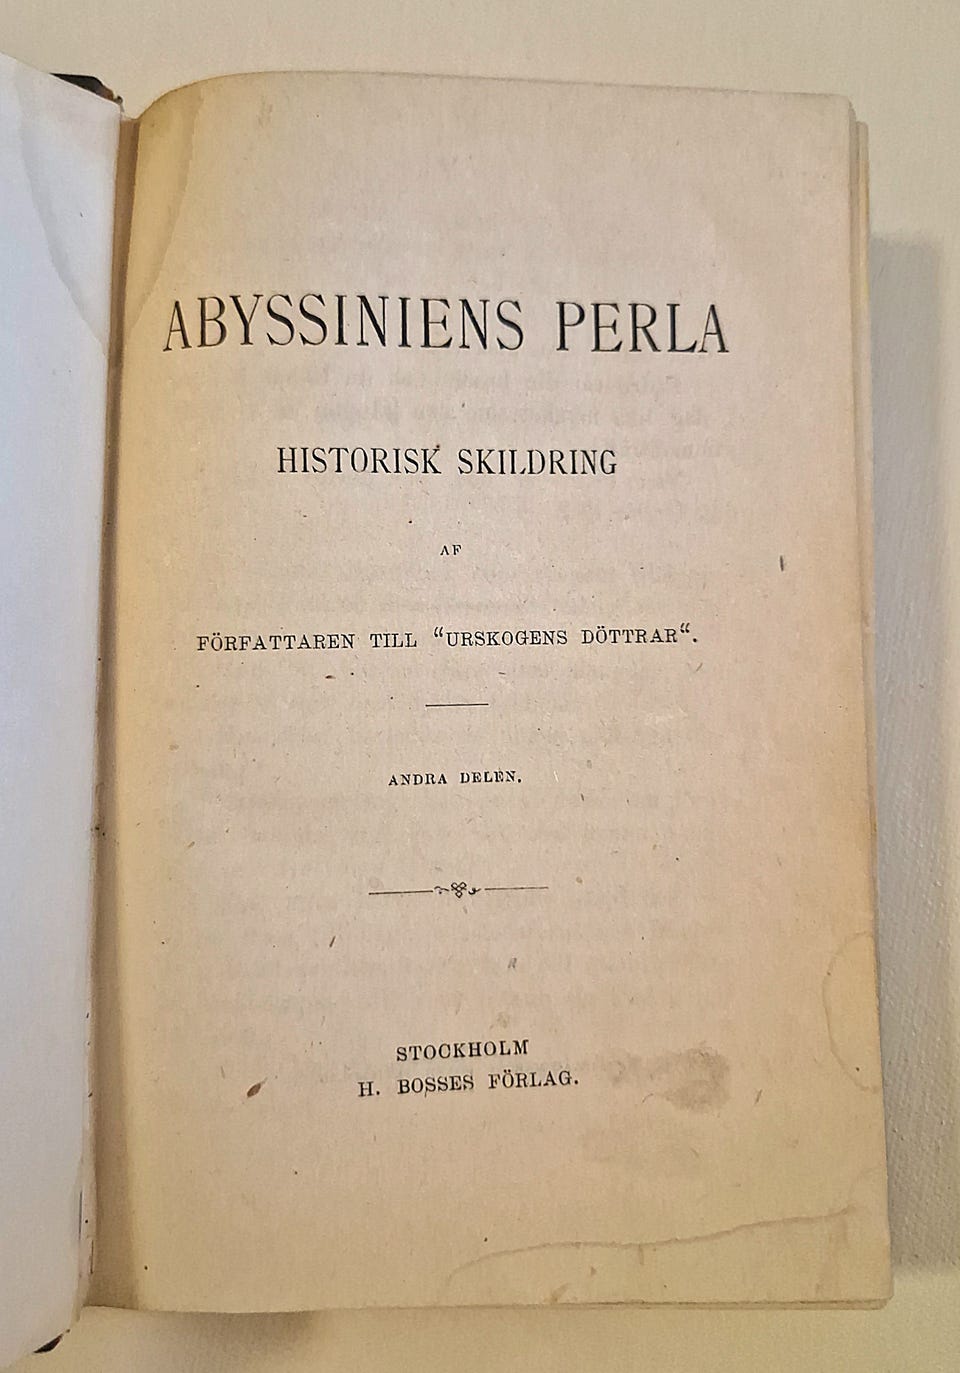 ABYSSINIENS PERLA
HISTORISK SKILDRING
AF
FÖRFATTAREN TILL “URSKOGENS DÖTTRAR“.
ANDRA DELEN.
STOCKHOLM
H. BOSSES FÖRLAG.